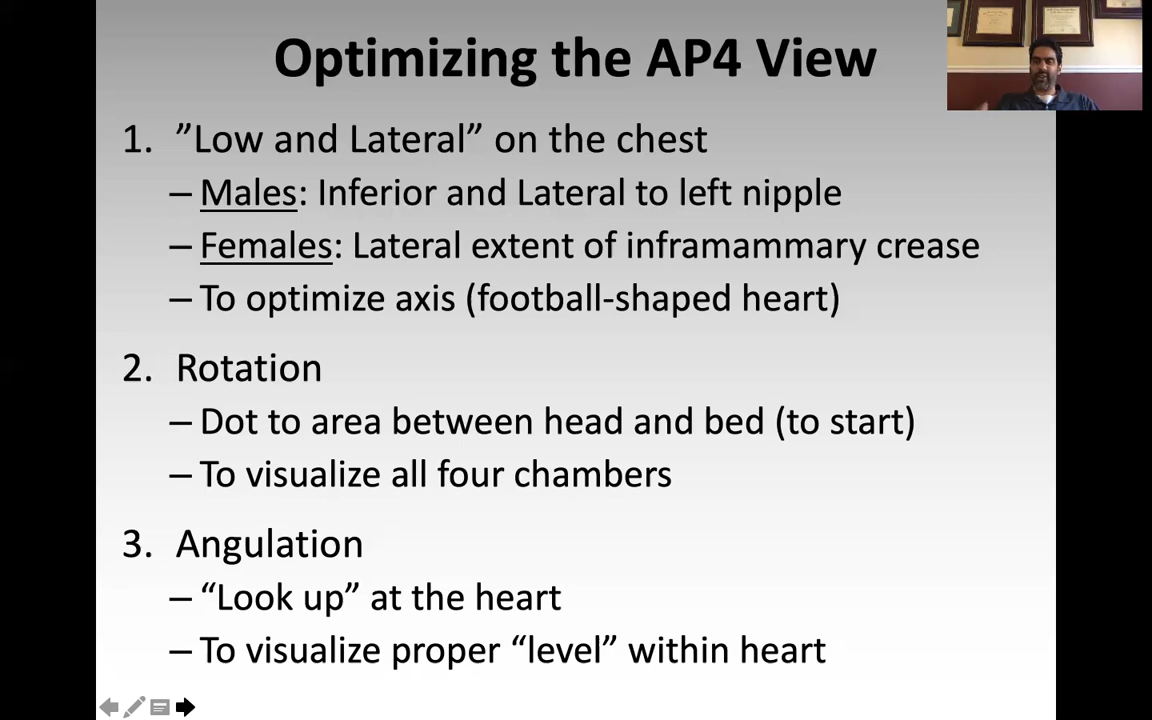 Optimizing the AP4 View
1. ”Low and Lateral” on the chest
– Males: Inferior and Lateral to left nipple
– Females: Lateral extent of inframammary crease
– To optimize axis (football-shaped heart)
2. Rotation
– Dot to area between head and bed (to start)
– To visualize all four chambers
3. Angulation
– “Look up” at the heart
– To visualize proper “level” within heart